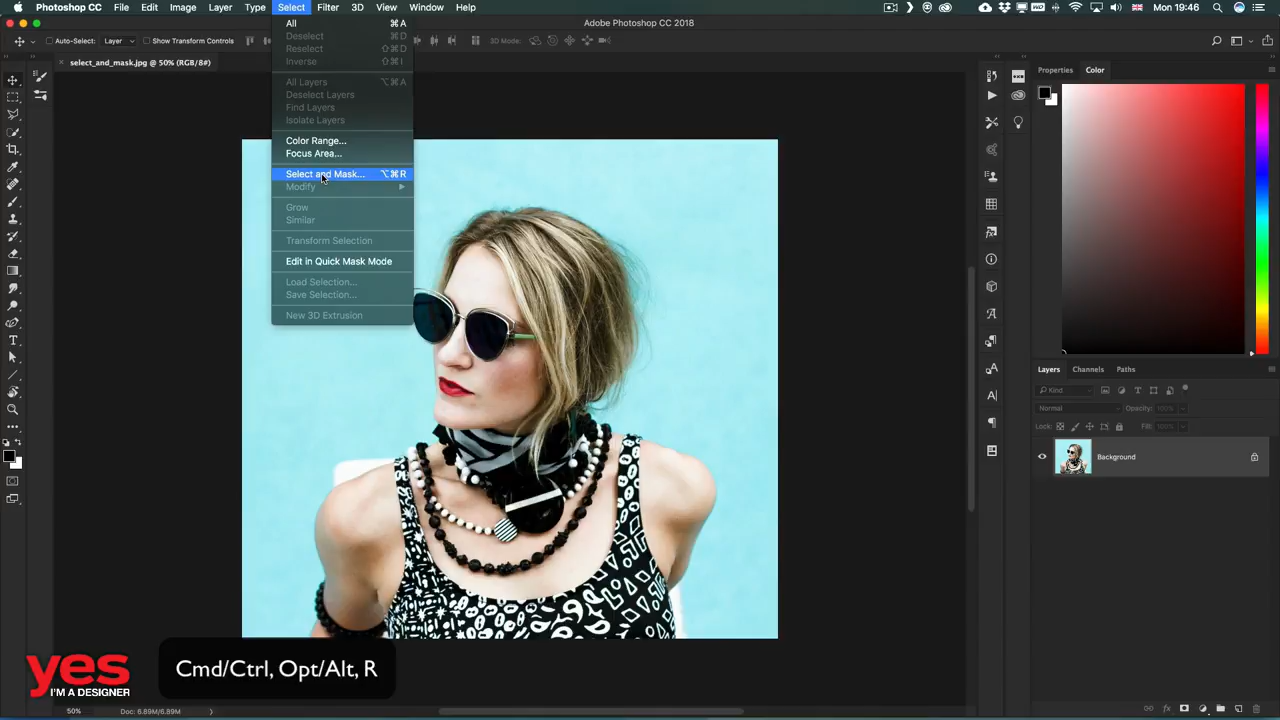 Photoshop CC File Edit Image Layer Type Select Filter 3D View Window Help Mon 19:46
Adobe Photoshop CC 2018
Auto-Select: Layer Show Transform Controls 3D Mode:
select_and_mask.jpg @ 50% (RGB/8#)
All ⌘A
Deselect ⌘D
Reselect ⇧⌘D
Inverse ⇧⌘I
All Layers ⌥⌘A
Deselect Layers
Find Layers
Isolate Layers
Color Range...
Focus Area...
Select and Mask... ⌥⌘R
Modify
Grow
Similar
Transform Selection
Edit in Quick Mask Mode
Load Selection...
Save Selection...
New 3D Extrusion
Properties Color
Layers Channels Paths
Kind
Normal Opacity: 100%
Lock: Fill: 100%
Background
yes
I'M A DESIGNER
Cmd/Ctrl, Opt/Alt, R
50% Doc: 6.89M/6.89M